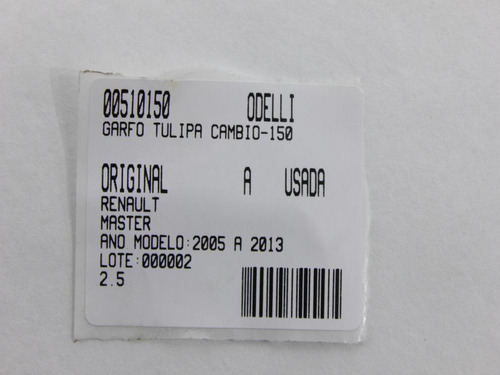 00510150 ODELLI
GARFO TULIPA CAMBIO-150
ORIGINAL A USADA
RENAULT
MASTER
ANO MODELO:2005 A 2013
LOTE:000002
2.5